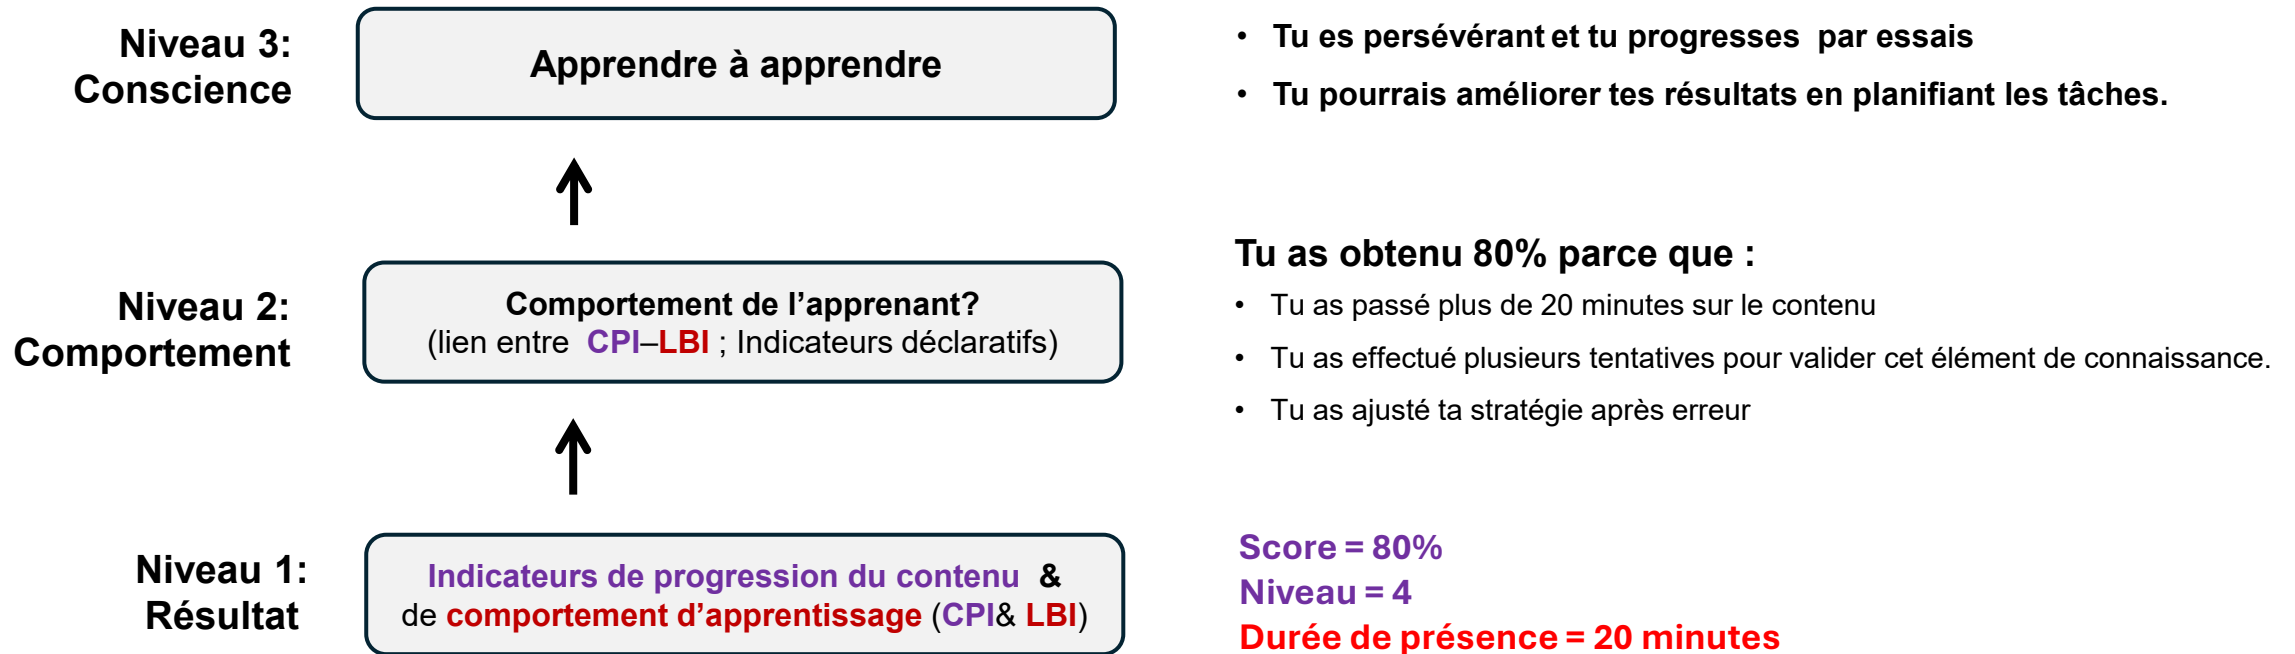 Niveau 3:
Conscience
Apprendre à apprendre
• Tu es persévérant et tu progresses par essais
• Tu pourrais améliorer tes résultats en planifiant les tâches.
Niveau 2:
Comportement
Comportement de l’apprenant?
(lien entre CPI–LBI ; Indicateurs déclaratifs)
Tu as obtenu 80% parce que :
• Tu as passé plus de 20 minutes sur le contenu
• Tu as effectué plusieurs tentatives pour valider cet élément de connaissance.
• Tu as ajusté ta stratégie après erreur
Niveau 1:
Résultat
Indicateurs de progression du contenu &
de comportement d’apprentissage (CPI& LBI)
Score = 80%
Niveau = 4
Durée de présence = 20 minutes